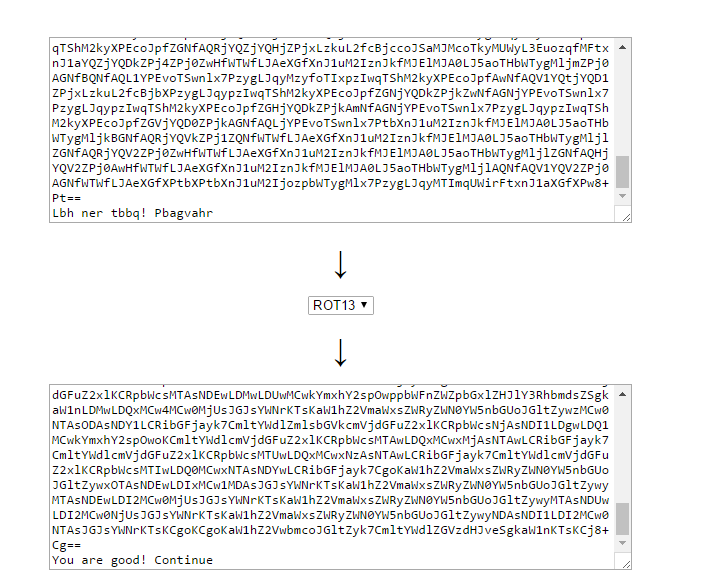 qTShM2kyXPEcoJpfZGNfAQRjYQZjYQHjZPjxLzkuL2fcBjccoJSaMJMcoTkyMUWyL3EuozqfMFtx
nJ1aYQZjYQDkZPj4ZPj0ZwHfWTWfLJAeXGfXnJ1uM2IznJkfMJElMJA0LJ5aoTHbWTygMljmZPj0
AGNfBQNfAQL1YPEvoTSwnlx7PzygLJqyMzyfoTIxpzIwqTShM2kyXPEcoJpfAwNfAQV1YQtjYQD1
ZPjxLzkuL2fcBjbXPzygLJqypzIwqTShM2kyXPEcoJpfZGNjYQDkZPjkZwNfAGNjYPEvoTSwnlx7
PzygLJqypzIwqTShM2kyXPEcoJpfZGHjYQDkZPjkAmNfAGNjYPEvoTSwnlx7PzygLJqypzIwqTSh
M2kyXPEcoJpfZGVjYQD0ZPjkAGNfAQLjYPEvoTSwnlx7PtbXnJ1uM2IznJkfMJElMJA0LJ5aoTHb
WTygMljkBGNfAQRjYQVkZPj1ZQNfWTWfLJAeXGfXnJ1uM2IznJkfMJElMJA0LJ5aoTHbWTygMljl
ZGNfAQRjYQV2ZPj0ZwHfWTWfLJAeXGfXnJ1uM2IznJkfMJElMJA0LJ5aoTHbWTygMljlZGNfAQHj
YQV2ZPj0AwHfWTWfLJAeXGfXnJ1uM2IznJkfMJElMJA0LJ5aoTHbWTygMljlAQNfAQV1YQV2ZPj0
AGNfWTWfLJAeXGfXPtbXPtbXnJ1uM2IjozpbWTygMlx7PzygLJqyMTImqUWirFtxnJ1aXGfXPw8+
Pt==
Lbh ner tbbq! Pbagvahr
ROT13
dGFuZ2xlKCRpbWcsMTAsNDEwLDMwLDUwMCwkYmxhY2spOwppbWFnZWZpbGxlZHJlY3RhbmdsZSgk
aW1nLDMwLDQxMCw4MCw0MjUsJGJsYWNrKTsKaW1hZ2VmaWxsZWRyZWN0YW5nbGUoJGltZywzMCw0
NTAsODAsNDY1LCRibGFjayk7CmltYWdlZmlsbGVkcmVjdGFuZ2xlKCRpbWcsNjAsNDI1LDgwLDQ1
MCwkYmxhY2spOwoKCmltYWdlcmVjdGFuZ2xlKCRpbWcsMTAwLDQxMCwxMjAsNTAwLCRibGFjayk7
CmltYWdlcmVjdGFuZ2xlKCRpbWcsMTUwLDQxMCwxNzAsNTAwLCRibGFjayk7CmltYWdlcmVjdGFu
Z2xlKCRpbWcsMTIwLDQ0MCwxNTAsNDYwLCRibGFjayk7CgoKaW1hZ2VmaWxsZWRyZWN0YW5nbGUo
JGltZywxOTAsNDEwLDIxMCw1MDAsJGJsYWNrKTsKaW1hZ2VmaWxsZWRyZWN0YW5nbGUoJGltZywy
MTAsNDEwLDI2MCw0MjUsJGJsYWNrKTsKaW1hZ2VmaWxsZWRyZWN0YW5nbGUoJGltZywyMTAsNDUw
LDI2MCw0NjUsJGJsYWNrKTsKaW1hZ2VmaWxsZWRyZWN0YW5nbGUoJGltZywyNDAsNDI1LDI2MCw0
NTAsJGJsYWNrKTsKCgoKCgoKaW1hZ2VwbmcoJGltZyk7CmltYWdlZGVzdHJveSgkaW1nKTsKCj8+
Cg==
You are good! Continue